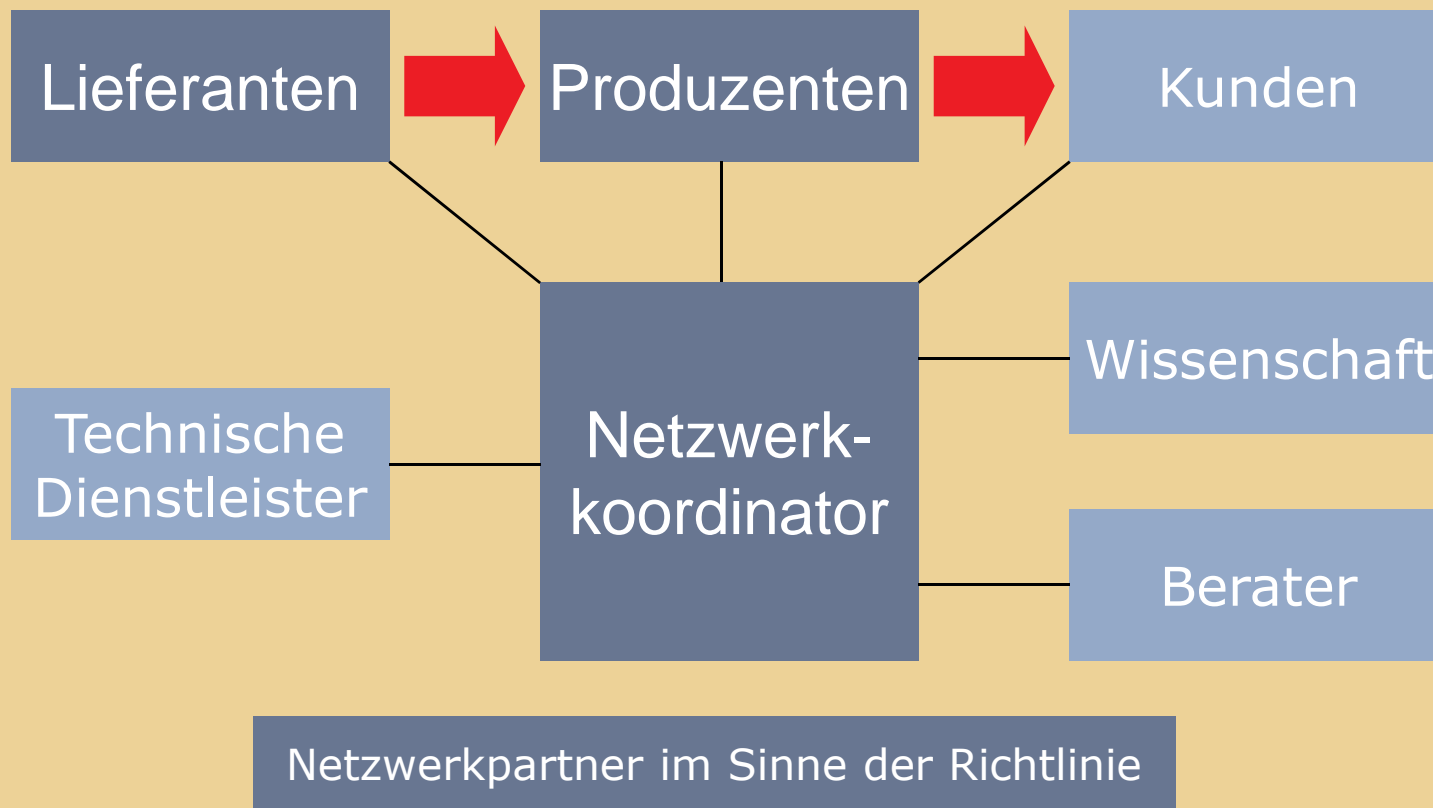 Lieferanten
Produzenten
Kunden
Wissenschaft
Technische
Dienstleister
Netzwerk-
koordinator
Berater
Netzwerkpartner im Sinne der Richtlinie